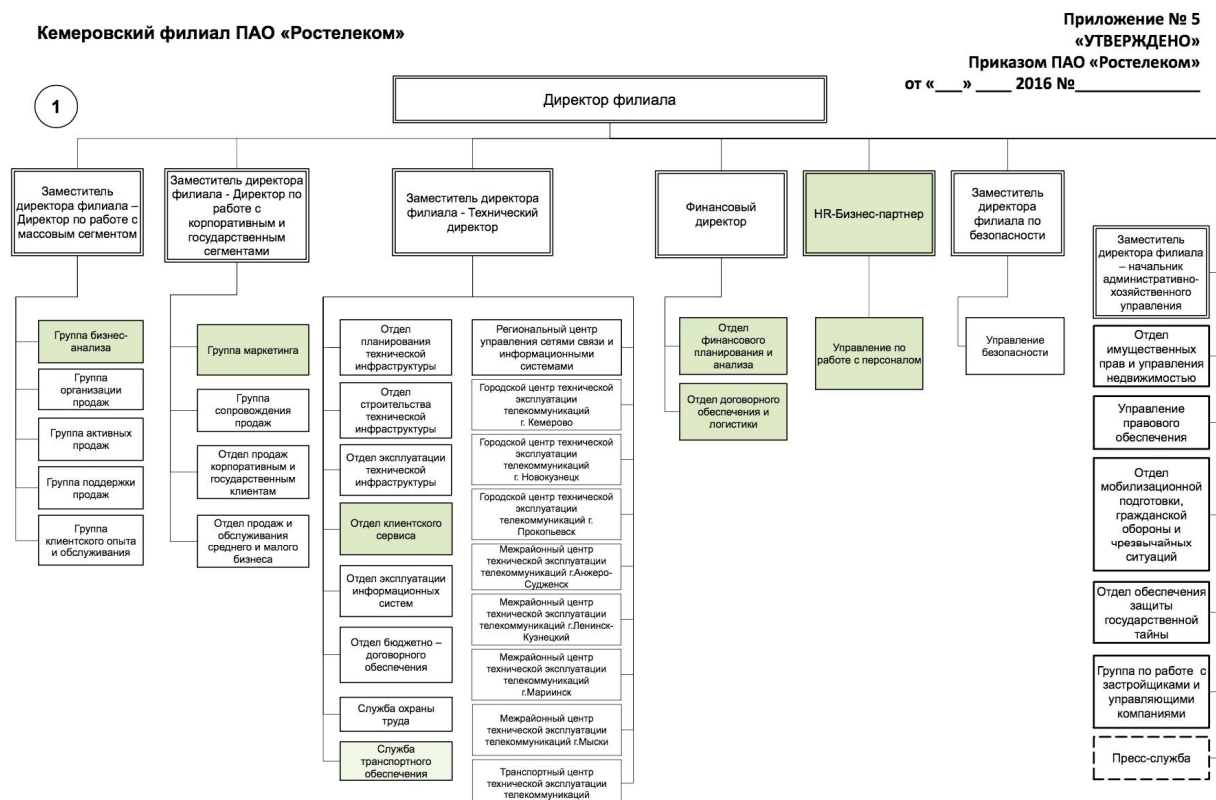 Кемеровский филиал ПАО «Ростелеком»
Приложение № 5
«УТВЕРЖДЕНО»
Приказом ПАО «Ростелеком»
от «___» ____ 2016 №______________
1
Директор филиала
Заместитель
директора филиала –
Директор по работе с
массовым сегментом
Заместитель директора
филиала - Директор по
работе с
корпоративным и
государственным
сегментами
Заместитель директора
филиала - Технический
директор
Финансовый
директор
HR-Бизнес-партнер
Заместитель
директора
филиала по
безопасности
Заместитель
директора филиала
– начальник
административно-
хозяйственного
управления
Группа бизнес-
анализа
Группа
организации
продаж
Группа активных
продаж
Группа поддержки
продаж
Группа
клиентского опыта
и обслуживания
Группа маркетинга
Группа
сопровождения
продаж
Отдел продаж
корпоративным и
государственным
клиентам
Отдел продаж и
обслуживания
среднего и малого
бизнеса
Отдел
планирования
технической
инфраструктуры
Отдел
строительства
технической
инфраструктуры
Отдел эксплуатации
технической
инфраструктуры
Отдел клиентского
сервиса
Отдел эксплуатации
информационных
систем
Отдел бюджетно –
договорного
обеспечения
Служба охраны
труда
Служба
транспортного
обеспечения
Региональный центр
управления сетями связи и
информационными
системами
Городской центр технической
эксплуатации
телекоммуникаций
г. Кемерово
Городской центр технической
эксплуатации
телекоммуникаций
г. Новокузнецк
Городской центр технической
эксплуатации
телекоммуникаций г.
Прокопьевск
Межрайонный центр
технической эксплуатации
телекоммуникаций г.Анжеро-
Судженск
Межрайонный центр
технической эксплуатации
телекоммуникаций г.Ленинск-
Кузнецкий
Межрайонный центр
технической эксплуатации
телекоммуникаций
г.Мариинск
Межрайонный центр
технической эксплуатации
телекоммуникаций г.Мыски
Транспортный центр
технической эксплуатации
телекоммуникаций
Отдел
финансового
планирования и
анализа
Отдел договорного
обеспечения и
логистики
Управление по
работе с персоналом
Управление
безопасности
Отдел
имущественных
прав и управления
недвижимостью
Управление
правового
обеспечения
Отдел
мобилизационной
подготовки,
гражданской
обороны и
чрезвычайных
ситуаций
Отдел обеспечения
защиты
государственной
тайны
Группа по работе с
застройщиками и
управляющими
компаниями
Пресс-служба